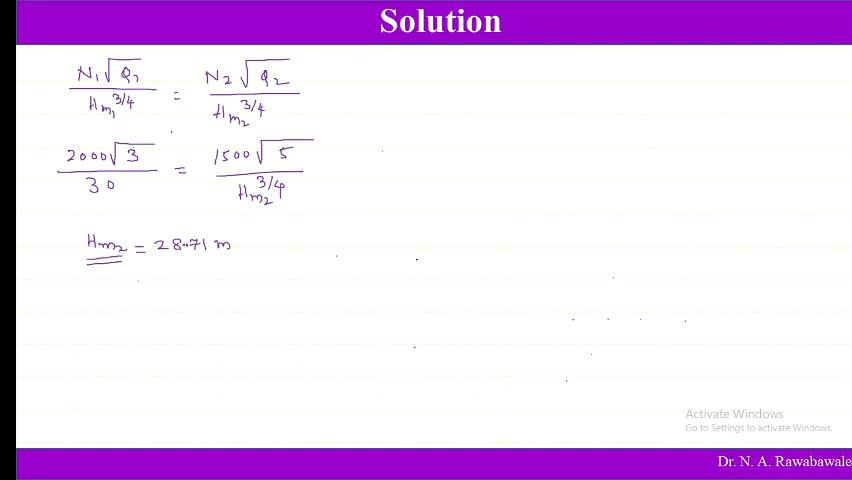 Solution
N₁√Q₁ / Hm₁^3/4 = N₂√Q₂ / Hm₂^3/4
2000√3 / 30 = 1500√5 / Hm₂^3/4
Hm₂ = 28.71 m
Activate Windows
Go to Settings to activate Windows.
Dr. N. A. Rawabawale